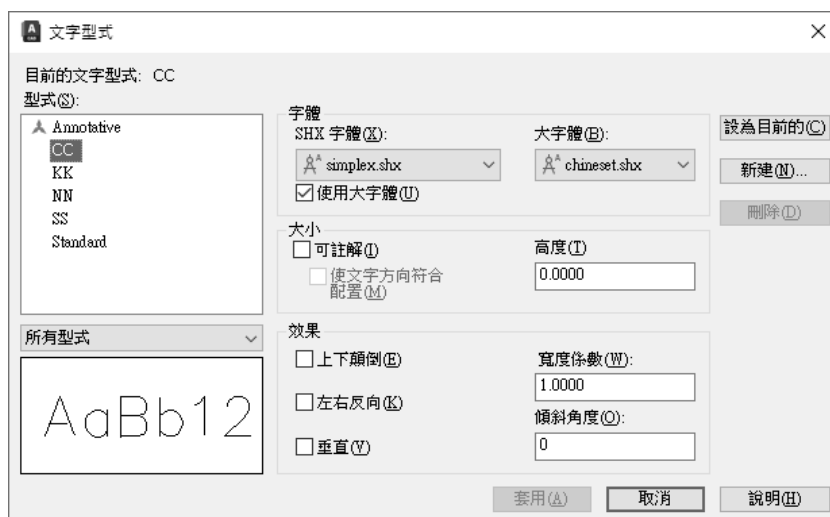 文字型式
目前的文字型式: CC
型式(S):
Annotative
CC
KK
NN
SS
Standard
所有型式
AaBb12
字體
SHX 字體(X):
simplex.shx
使用大字體(U)
大字體(B):
chineset.shx
大小
可註解(I)
使文字方向符合
配置(M)
高度(T)
0.0000
效果
上下顛倒(E)
左右反向(K)
垂直(V)
寬度係數(W):
1.0000
傾斜角度(O):
0
設為目前的(C)
新建(N)...
刪除(D)
套用(A)
取消
說明(H)